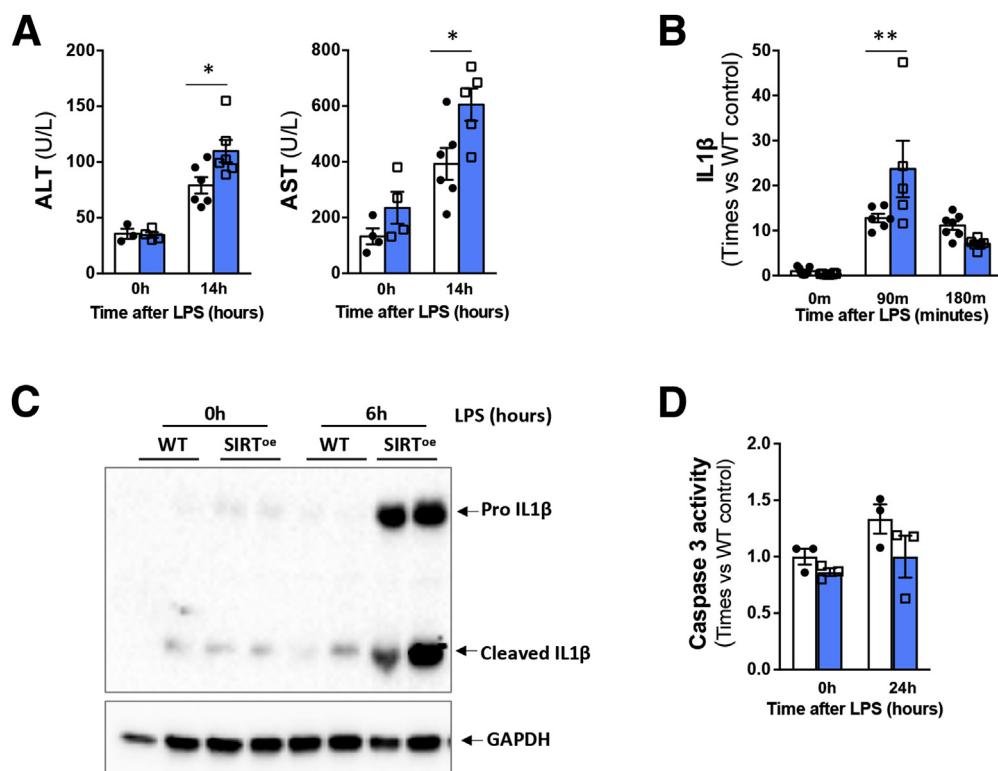 A
ALT (U/L)
200
150
100
50
0
*
0h
14h
Time after LPS (hours)
AST (U/L)
800
600
400
200
0
*
0h
14h
Time after LPS (hours)
B
IL1β
(Times vs WT control)
50
40
30
20
10
0
**
0m
90m
180m
Time after LPS (minutes)
C
0h
6h
LPS (hours)
WT
SIRTᵒᵉ
WT
SIRTᵒᵉ
Pro IL1β
Cleaved IL1β
GAPDH
D
Caspase 3 activity
(Times vs WT control)
2.0
1.5
1.0
0.5
0.0
0h
24h
Time after LPS (hours)